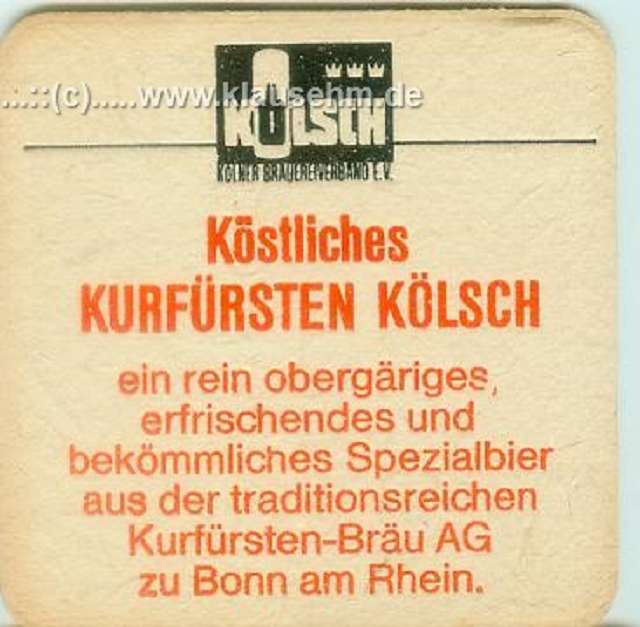 ...::(c).....www.klausehm.de
KÖLSCH
KÖLNER BRAUEREIVERBAND E.V.
Köstliches
KURFÜRSTEN KÖLSCH
ein rein obergäriges,
erfrischendes und
bekömmliches Spezialbier
aus der traditionsreichen
Kurfürsten-Bräu AG
zu Bonn am Rhein.